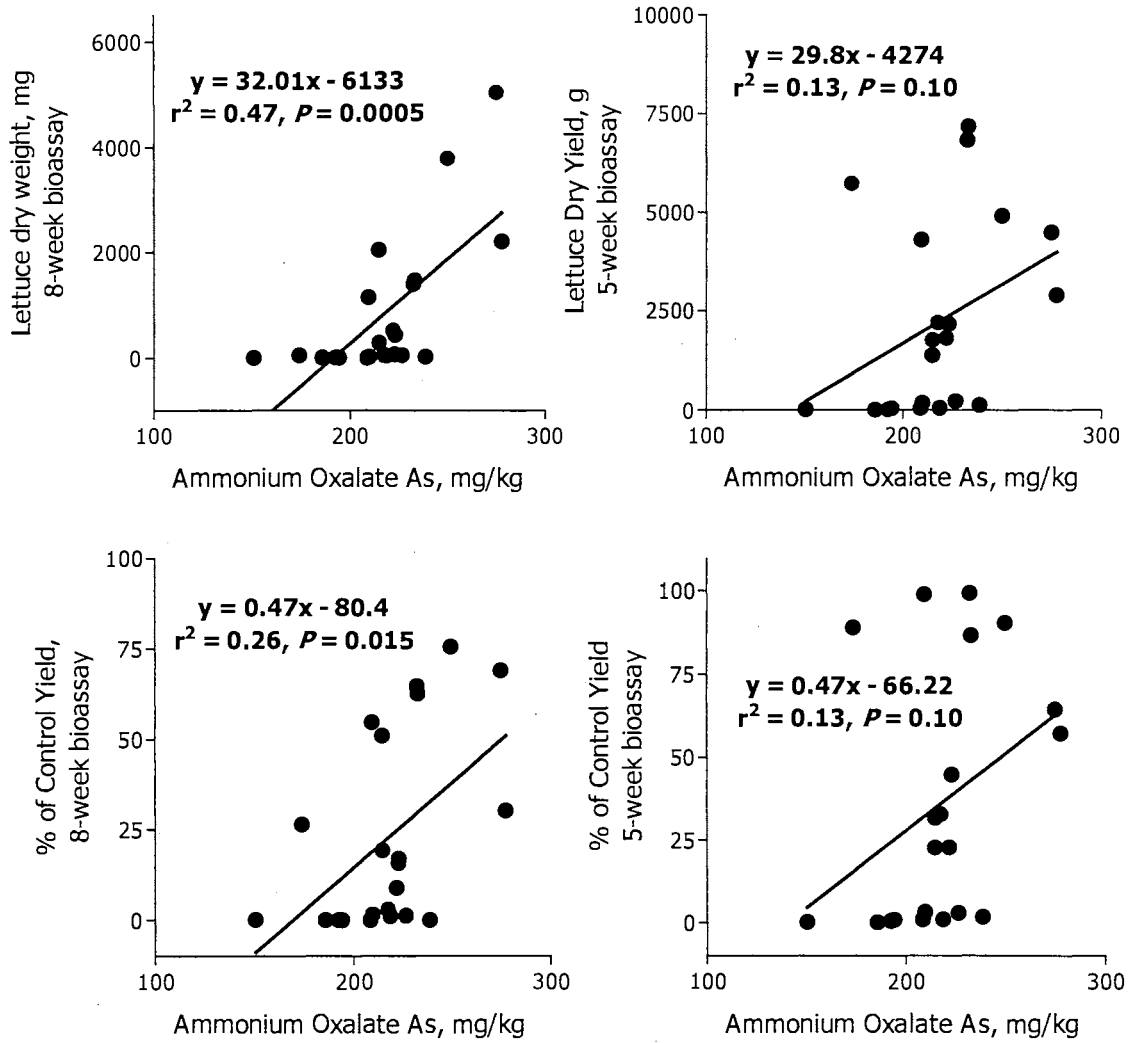 6000
4000
2000
0
Lettuce dry weight, mg
8-week bioassay
y = 32.01x - 6133
r² = 0.47, P = 0.0005
100 200 300
Ammonium Oxalate As, mg/kg
10000
7500
5000
2500
0
Lettuce Dry Yield, g
5-week bioassay
y = 29.8x - 4274
r² = 0.13, P = 0.10
100 200 300
Ammonium Oxalate As, mg/kg
100
75
50
25
0
% of Control Yield,
8-week bioassay
y = 0.47x - 80.4
r² = 0.26, P = 0.015
100 200 300
Ammonium Oxalate As, mg/kg
100
75
50
25
0
% of Control Yield
5-week bioassay
y = 0.47x - 66.22
r² = 0.13, P = 0.10
100 200 300
Ammonium Oxalate As, mg/kg